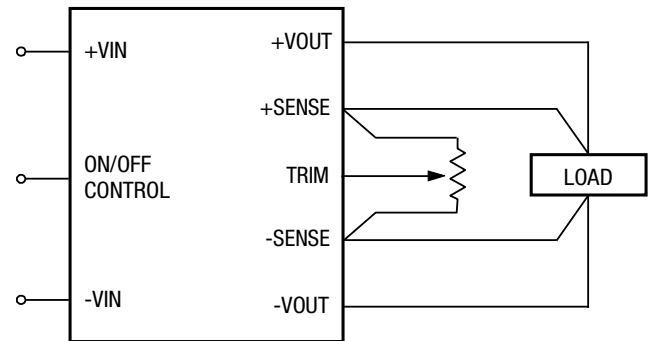 +VIN
ON/OFF
CONTROL
-VIN
+VOUT
+SENSE
TRIM
-SENSE
-VOUT
LOAD